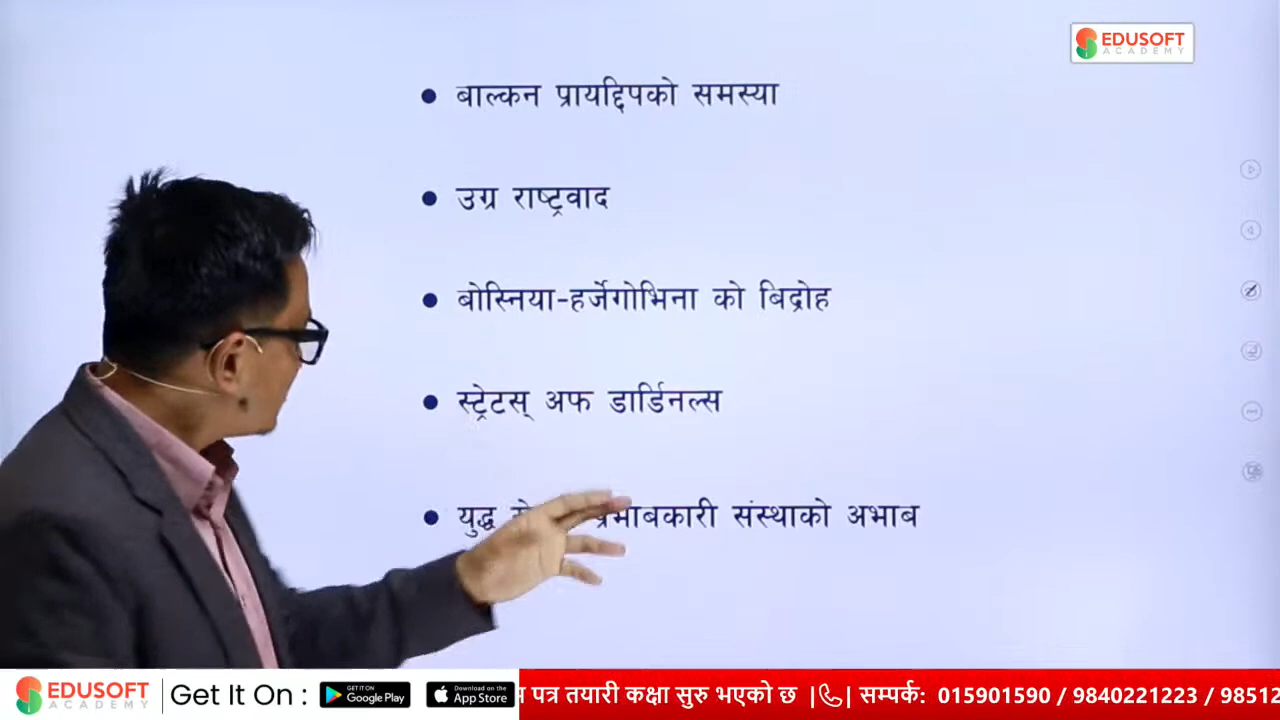 EDUSOFT
ACADEMY
• बाल्कन प्रायद्दिपको समस्या
• उग्र राष्ट्रवाद
• बोस्निया-हर्जेगोभिना को बिद्रोह
• स्ट्रेटस् अफ डार्डिनल्स
• युद्ध प्रभाबकारी संस्थाको अभाब
EDUSOFT
ACADEMY
Get It On :
GET IT ON
Google Play
Download on the
App Store
पत्र तयारी कक्षा सुरु भएको छ | | सम्पर्क: 015901590 / 9840221223 / 98512